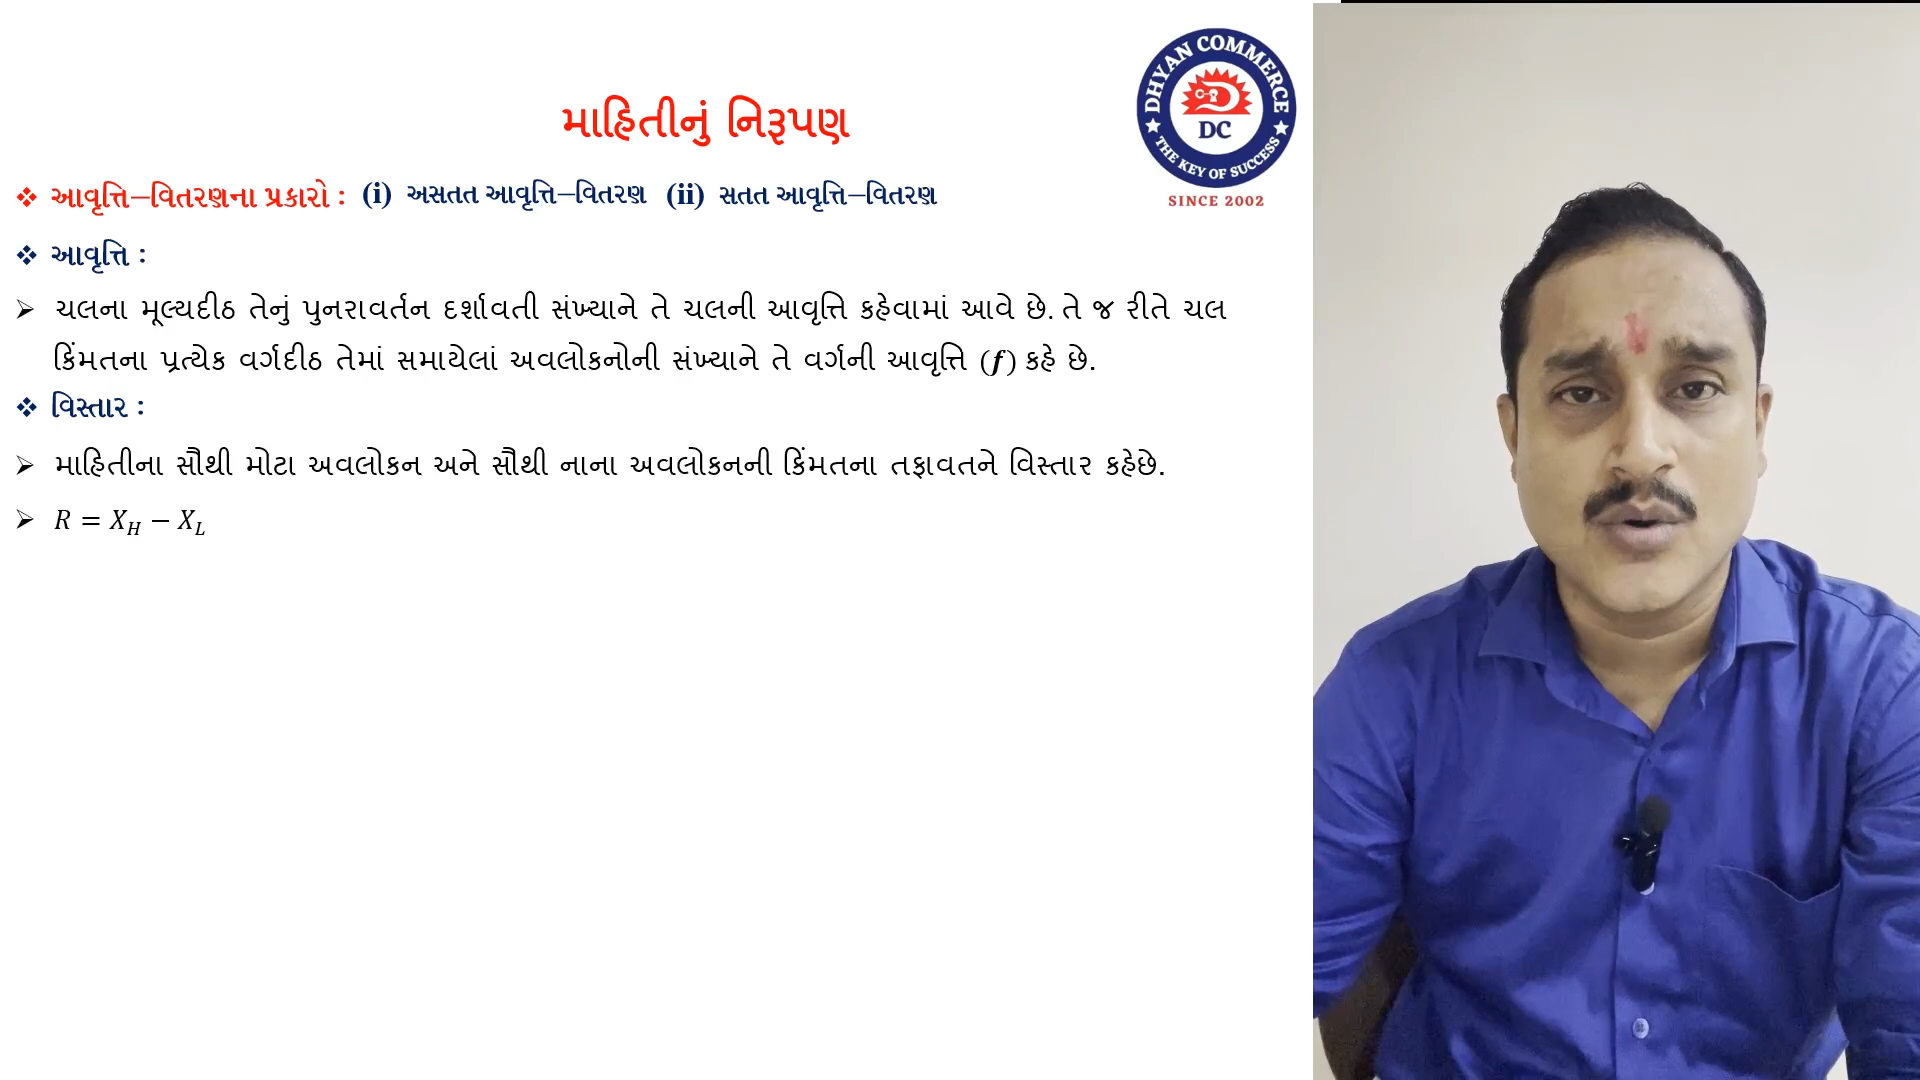 માહિતીનું નિરૂપણ
DHYAN COMMERCE
DC
THE KEY OF SUCCESS
SINCE 2002
❖ આવૃત્તિ–વિતરણના પ્રકારો : (i) અસતત આવૃત્તિ–વિતરણ (ii) સતત આવૃત્તિ–વિતરણ
❖ આવૃત્તિ :
➢ ચલના મૂલ્યદીઠ તેનું પુનરાવર્તન દર્શાવતી સંખ્યાને તે ચલની આવૃત્તિ કહેવામાં આવે છે. તે જ રીતે ચલ
કિંમતના પ્રત્યેક વર્ગદીઠ તેમાં સમાયેલાં અવલોકનોની સંખ્યાને તે વર્ગની આવૃત્તિ (f) કહે છે.
❖ વિસ્તાર :
➢ માહિતીના સૌથી મોટા અવલોકન અને સૌથી નાના અવલોકનની કિંમતના તફાવતને વિસ્તાર કહેછે.
➢ R = X_H − X_L